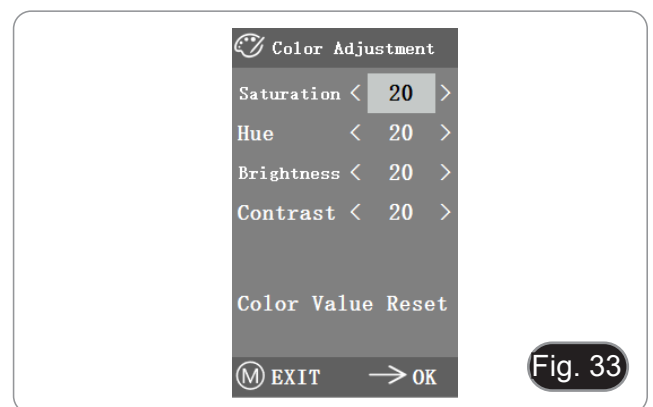 Color Adjustment
Saturation < 20 >
Hue < 20 >
Brightness < 20 >
Contrast < 20 >
Color Value Reset
M EXIT → OK
Fig. 33